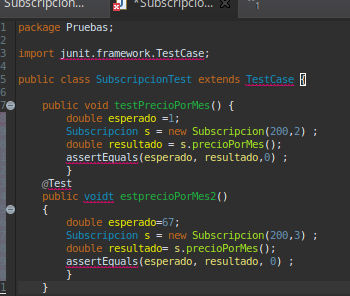 Subscripcion...
*Subscripcio...
1
1 package Pruebas;
2
3 import junit.framework.TestCase;
4
5 public class SubscripcionTest extends TestCase {
6
7 public void testPrecioPorMes() {
double esperado =1;
Subscripcion s = new Subscripcion(200,2) ;
double resultado = s.precioPorMes();
assertEquals(esperado, resultado,0) ;
}
@Test
public voidt estprecioPorMes2()
{
double esperado=67;
Subscripcion s = new Subscripcion(200,3) ;
double resultado= s.precioPorMes();
assertEquals(esperado, resultado, 0) ;
}
1 }